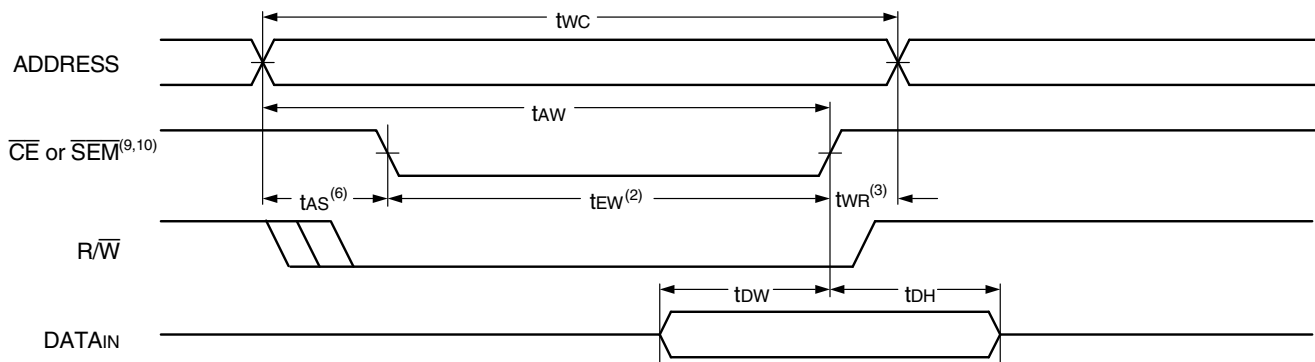 tWC
ADDRESS
tAW
CE or SEM(9,10)
tAS(6)
tEW(2)
tWR(3)
R/W
tDW
tDH
DATAIN